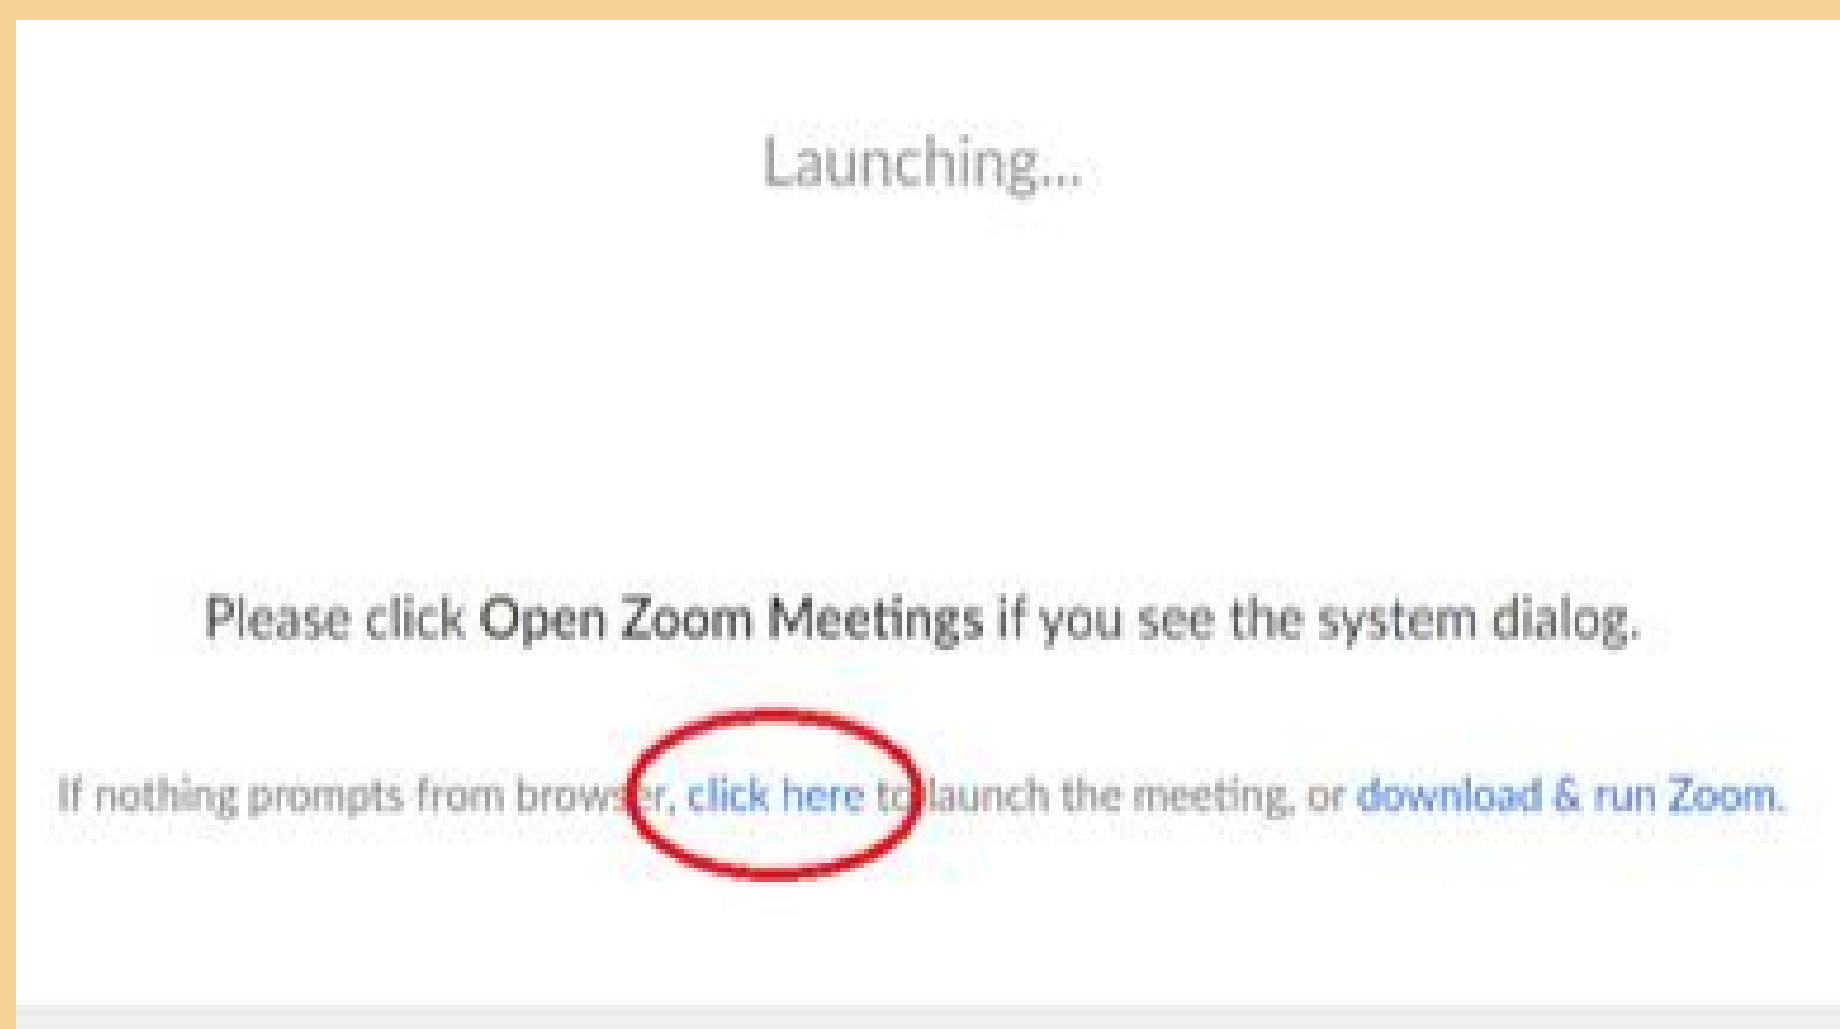 Launching...
Please click Open Zoom Meetings if you see the system dialog.
If nothing prompts from browser, click here to launch the meeting, or download & run Zoom.